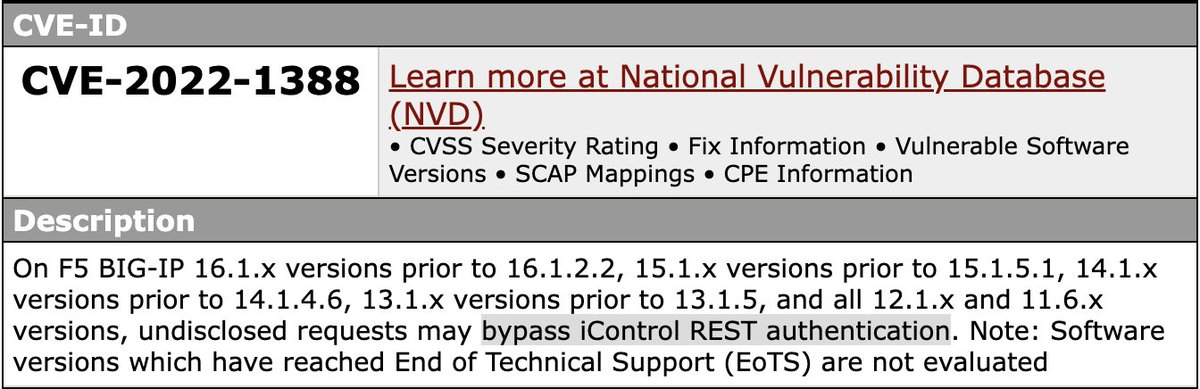 CVE-ID
CVE-2022-1388
Learn more at National Vulnerability Database
(NVD)
• CVSS Severity Rating • Fix Information • Vulnerable Software
Versions • SCAP Mappings • CPE Information
Description
On F5 BIG-IP 16.1.x versions prior to 16.1.2.2, 15.1.x versions prior to 15.1.5.1, 14.1.x
versions prior to 14.1.4.6, 13.1.x versions prior to 13.1.5, and all 12.1.x and 11.6.x
versions, undisclosed requests may bypass iControl REST authentication. Note: Software
versions which have reached End of Technical Support (EoTS) are not evaluated